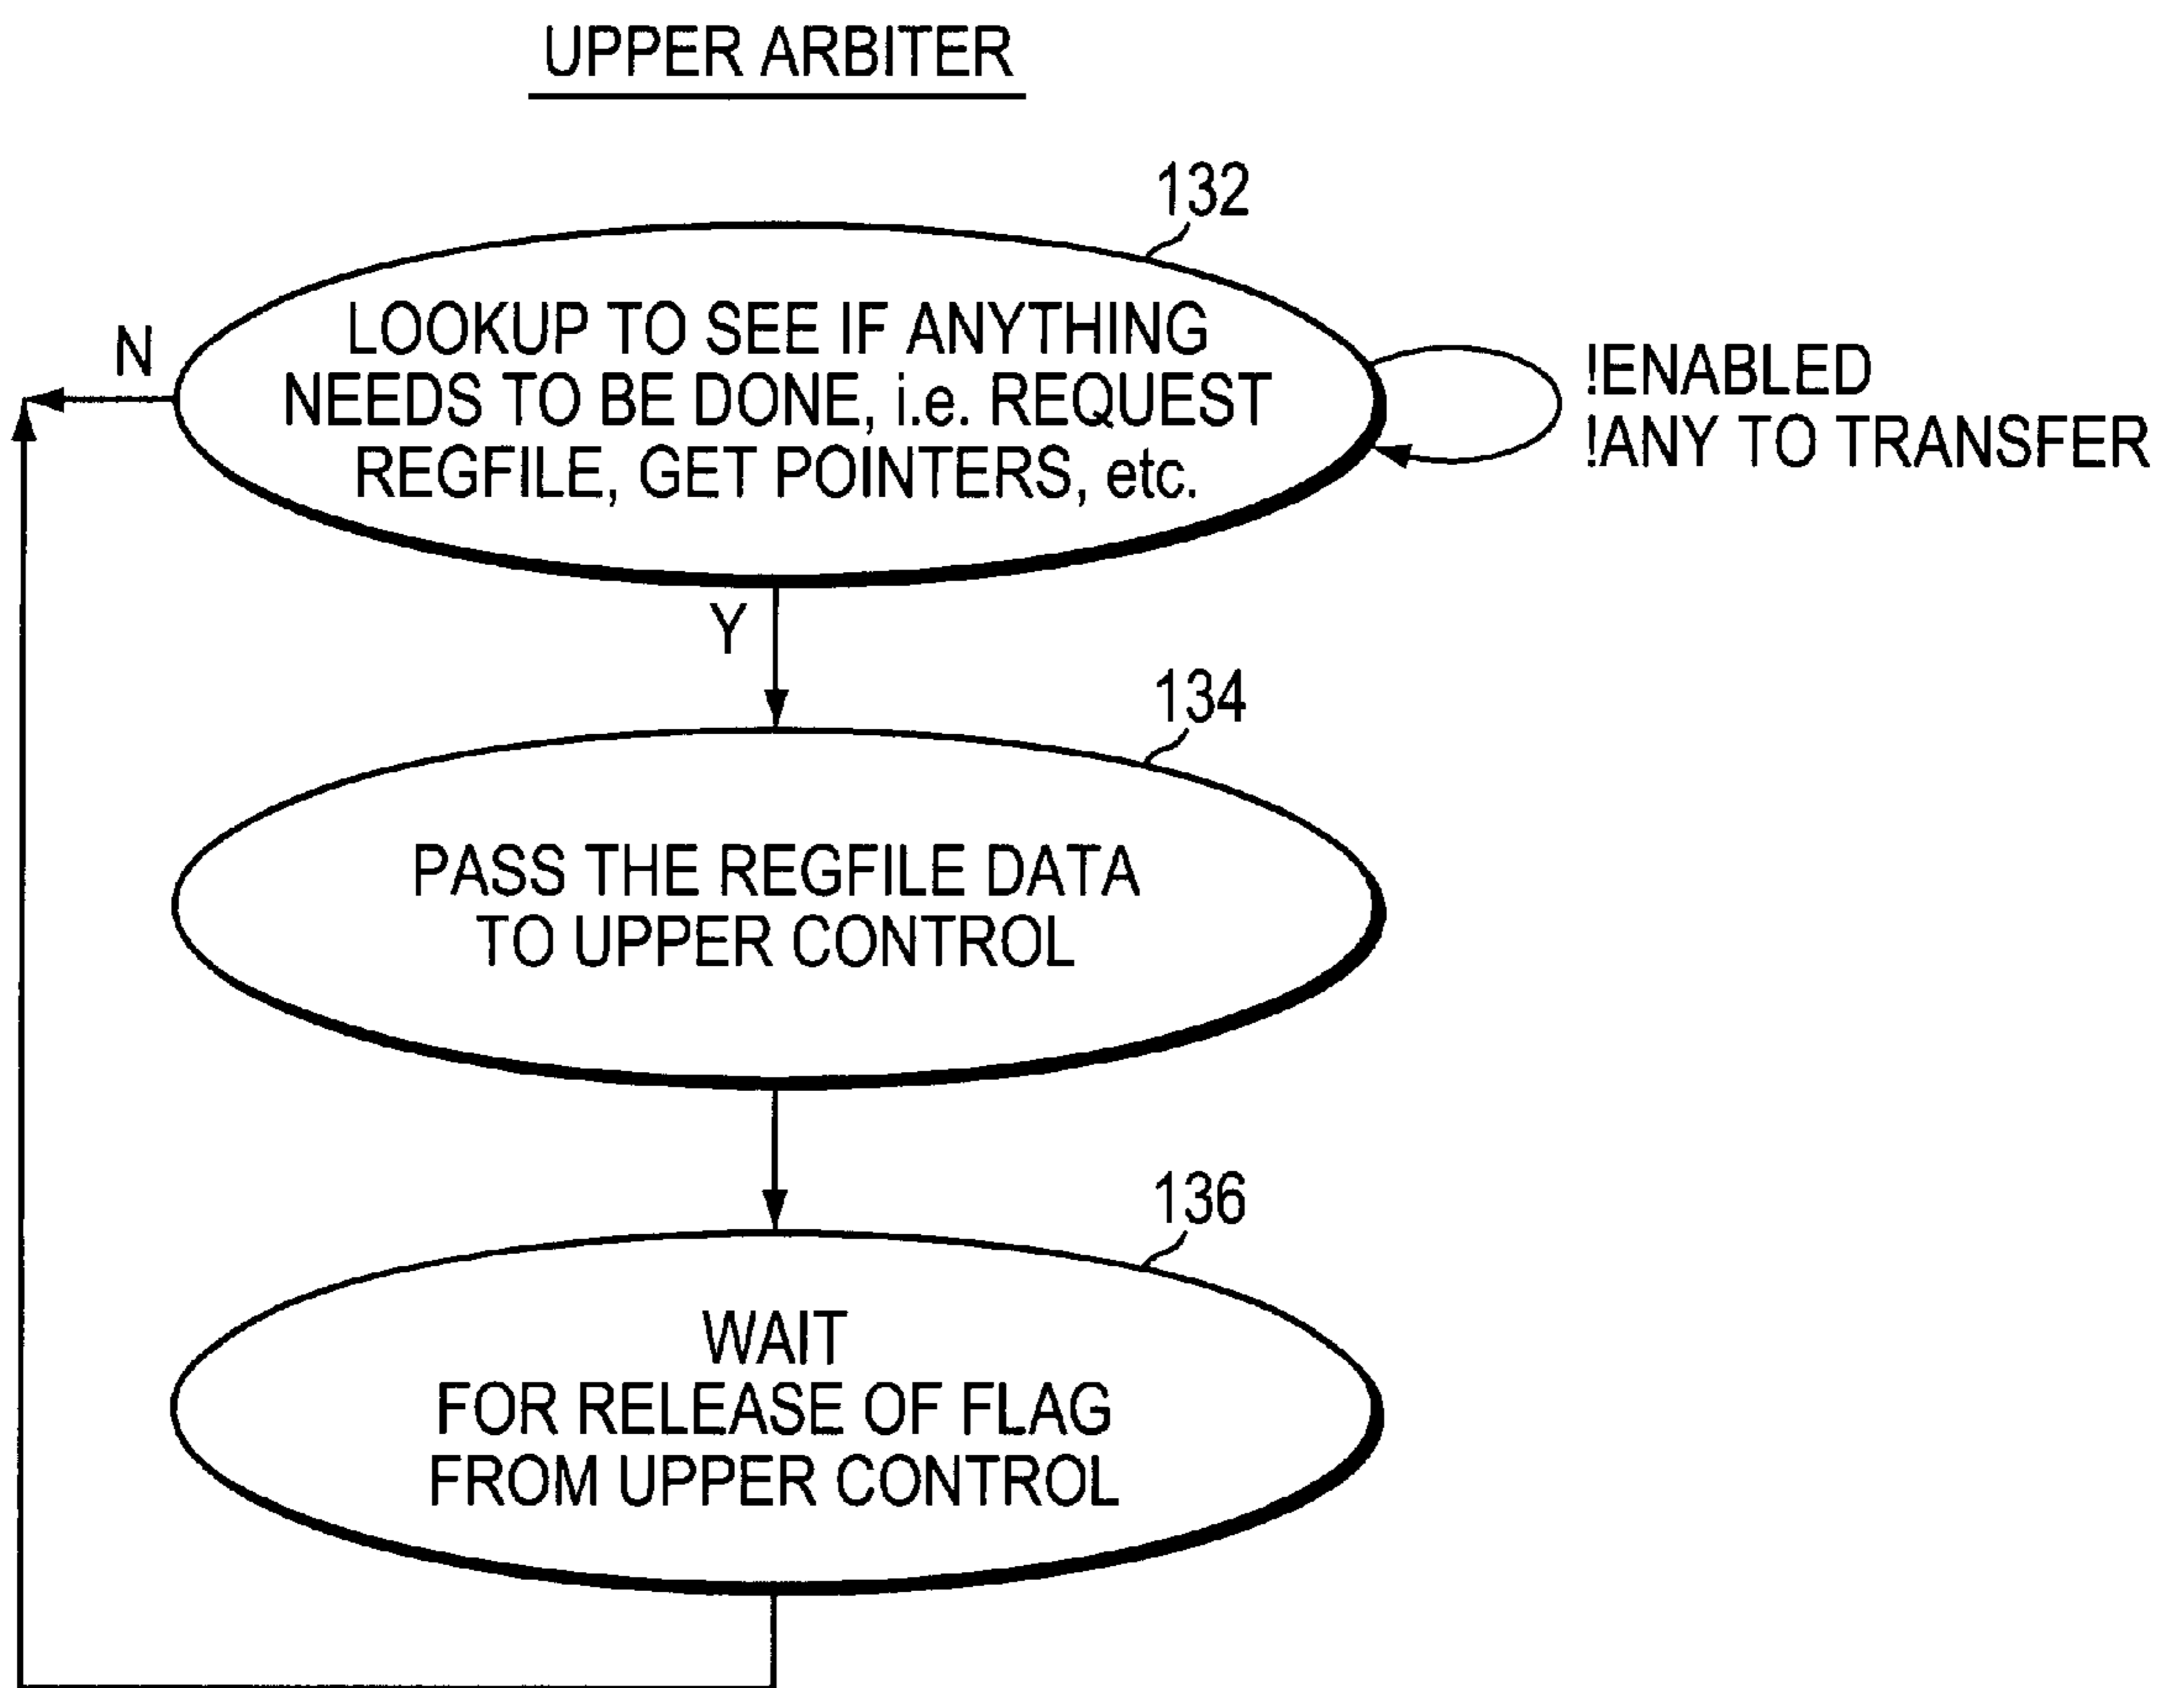 UPPER ARBITER
132
LOOKUP TO SEE IF ANYTHING
NEEDS TO BE DONE, i.e. REQUEST
REGFILE, GET POINTERS, etc.
N
!ENABLED
!ANY TO TRANSFER
Y
134
PASS THE REGFILE DATA
TO UPPER CONTROL
136
WAIT
FOR RELEASE OF FLAG
FROM UPPER CONTROL